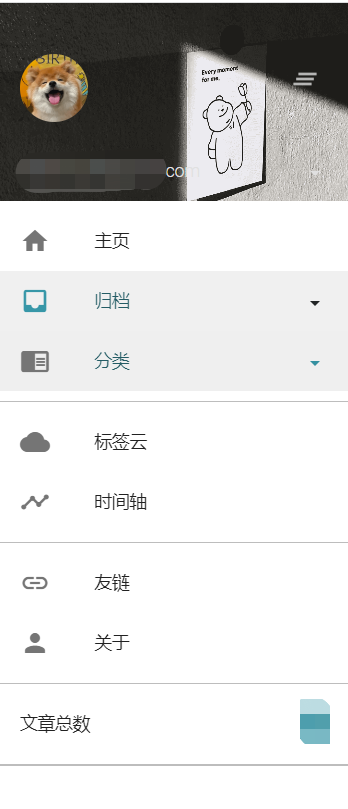 BIRTH
Every moment
for me.
com
主页
归档
分类
标签云
时间轴
友链
关于
文章总数